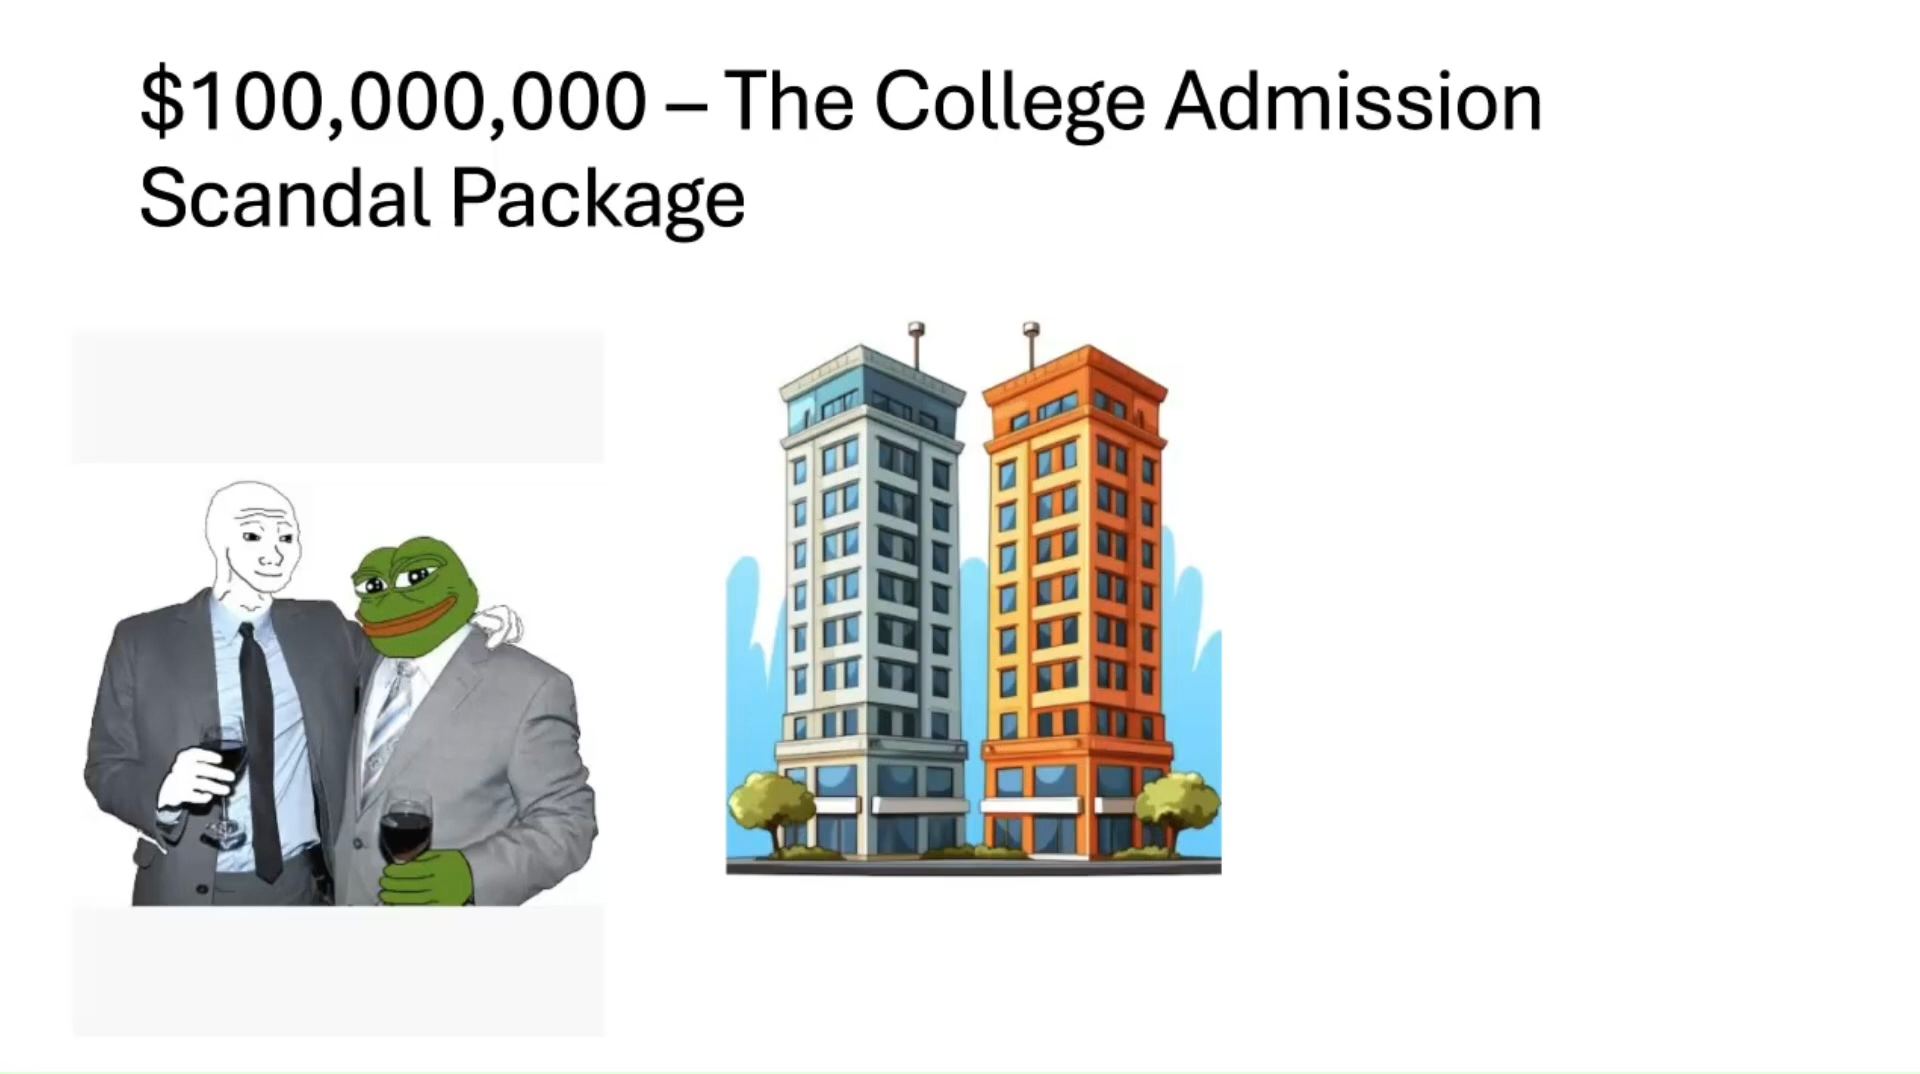 $100,000,000 – The College Admission
Scandal Package